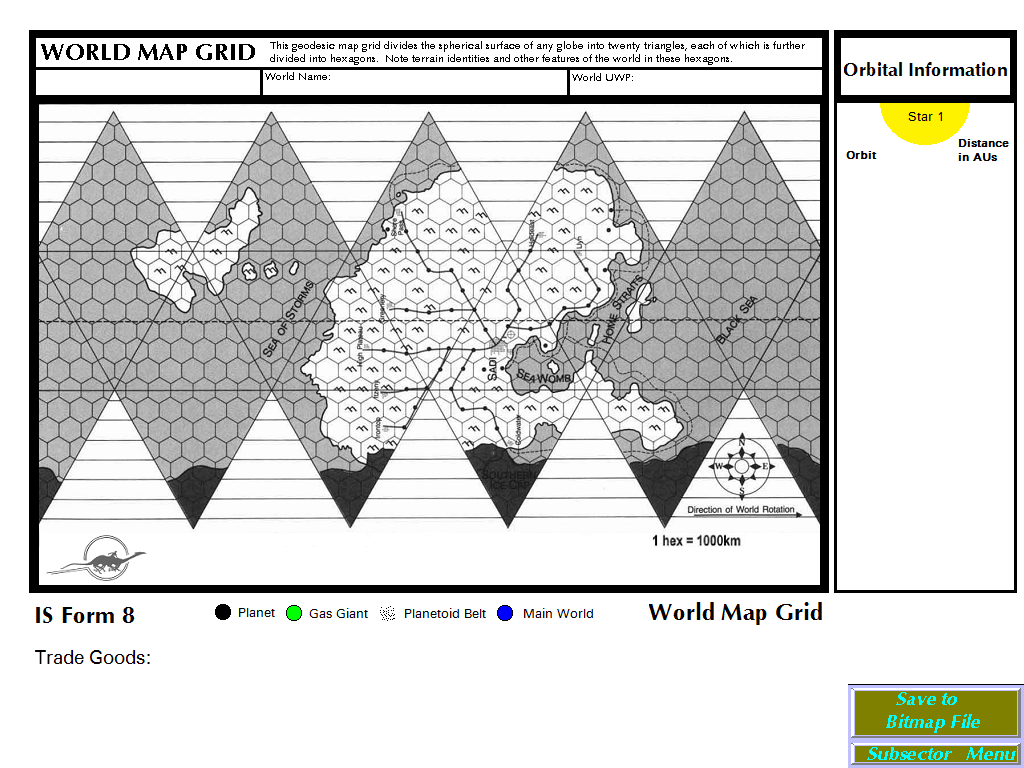 WORLD MAP GRID
This geodesic map grid divides the spherical surface of any globe into twenty triangles, each of which is further
divided into hexagons. Note terrain identities and other features of the world in these hexagons.
World Name:
World UWP:
Orbital Information
Star 1
Orbit
Distance
in AUs
Llyn
SEA OF STORMS
HOME STRAITS
BLACK SEA
High Plateau
SADI
SEA WOMB
Coldwater
SOUTHERN
ICE CAP
N
W
E
S
Direction of World Rotation
1 hex = 1000km
IS Form 8
Planet
Gas Giant
Planetoid Belt
Main World
World Map Grid
Trade Goods:
Save to
Bitmap File
Subsector Menu